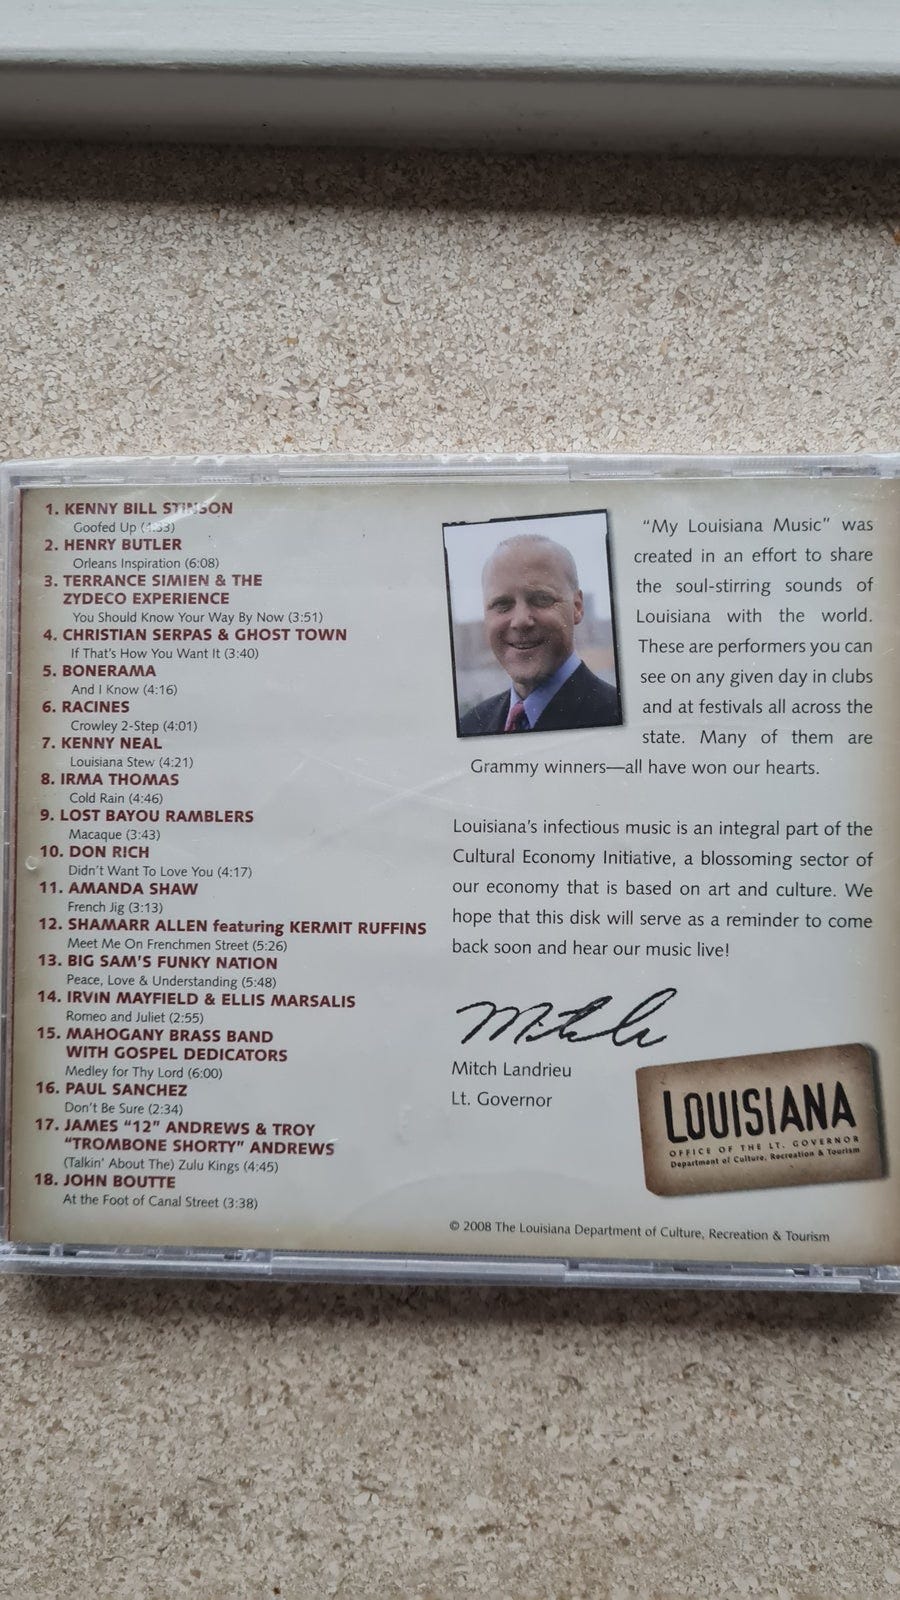 1. KENNY BILL STINSON
Goofed Up (4:33)
2. HENRY BUTLER
Orleans Inspiration (6:08)
3. TERRANCE SIMIEN & THE
ZYDECO EXPERIENCE
You Should Know Your Way By Now (3:51)
4. CHRISTIAN SERPAS & GHOST TOWN
If That's How You Want It (3:40)
5. BONERAMA
And I Know (4:16)
6. RACINES
Crowley 2-Step (4:01)
7. KENNY NEAL
Louisiana Stew (4:21)
8. IRMA THOMAS
Cold Rain (4:46)
9. LOST BAYOU RAMBLERS
Macaque (3:43)
10. DON RICH
Didn't Want To Love You (4:17)
11. AMANDA SHAW
French Jig (3:13)
12. SHAMARR ALLEN featuring KERMIT RUFFINS
Meet Me On Frenchmen Street (5:26)
13. BIG SAM'S FUNKY NATION
Peace, Love & Understanding (5:48)
14. IRVIN MAYFIELD & ELLIS MARSALIS
Romeo and Juliet (2:55)
15. MAHOGANY BRASS BAND
WITH GOSPEL DEDICATORS
Medley for Thy Lord (6:00)
16. PAUL SANCHEZ
Don't Be Sure (2:34)
17. JAMES "12" ANDREWS & TROY
"TROMBONE SHORTY" ANDREWS
(Talkin' About The) Zulu Kings (4:45)
18. JOHN BOUTTE
At the Foot of Canal Street (3:38)
"My Louisiana Music" was
created in an effort to share
the soul-stirring sounds of
Louisiana with the world.
These are performers you can
see on any given day in clubs
and at festivals all across the
state. Many of them are
Grammy winners—all have won our hearts.
Louisiana's infectious music is an integral part of the
Cultural Economy Initiative, a blossoming sector of
our economy that is based on art and culture. We
hope that this disk will serve as a reminder to come
back soon and hear our music live!
Mitch
Mitch Landrieu
Lt. Governor
LOUISIANA
OFFICE OF THE LT. GOVERNOR
Department of Culture, Recreation & Tourism
© 2008 The Louisiana Department of Culture, Recreation & Tourism